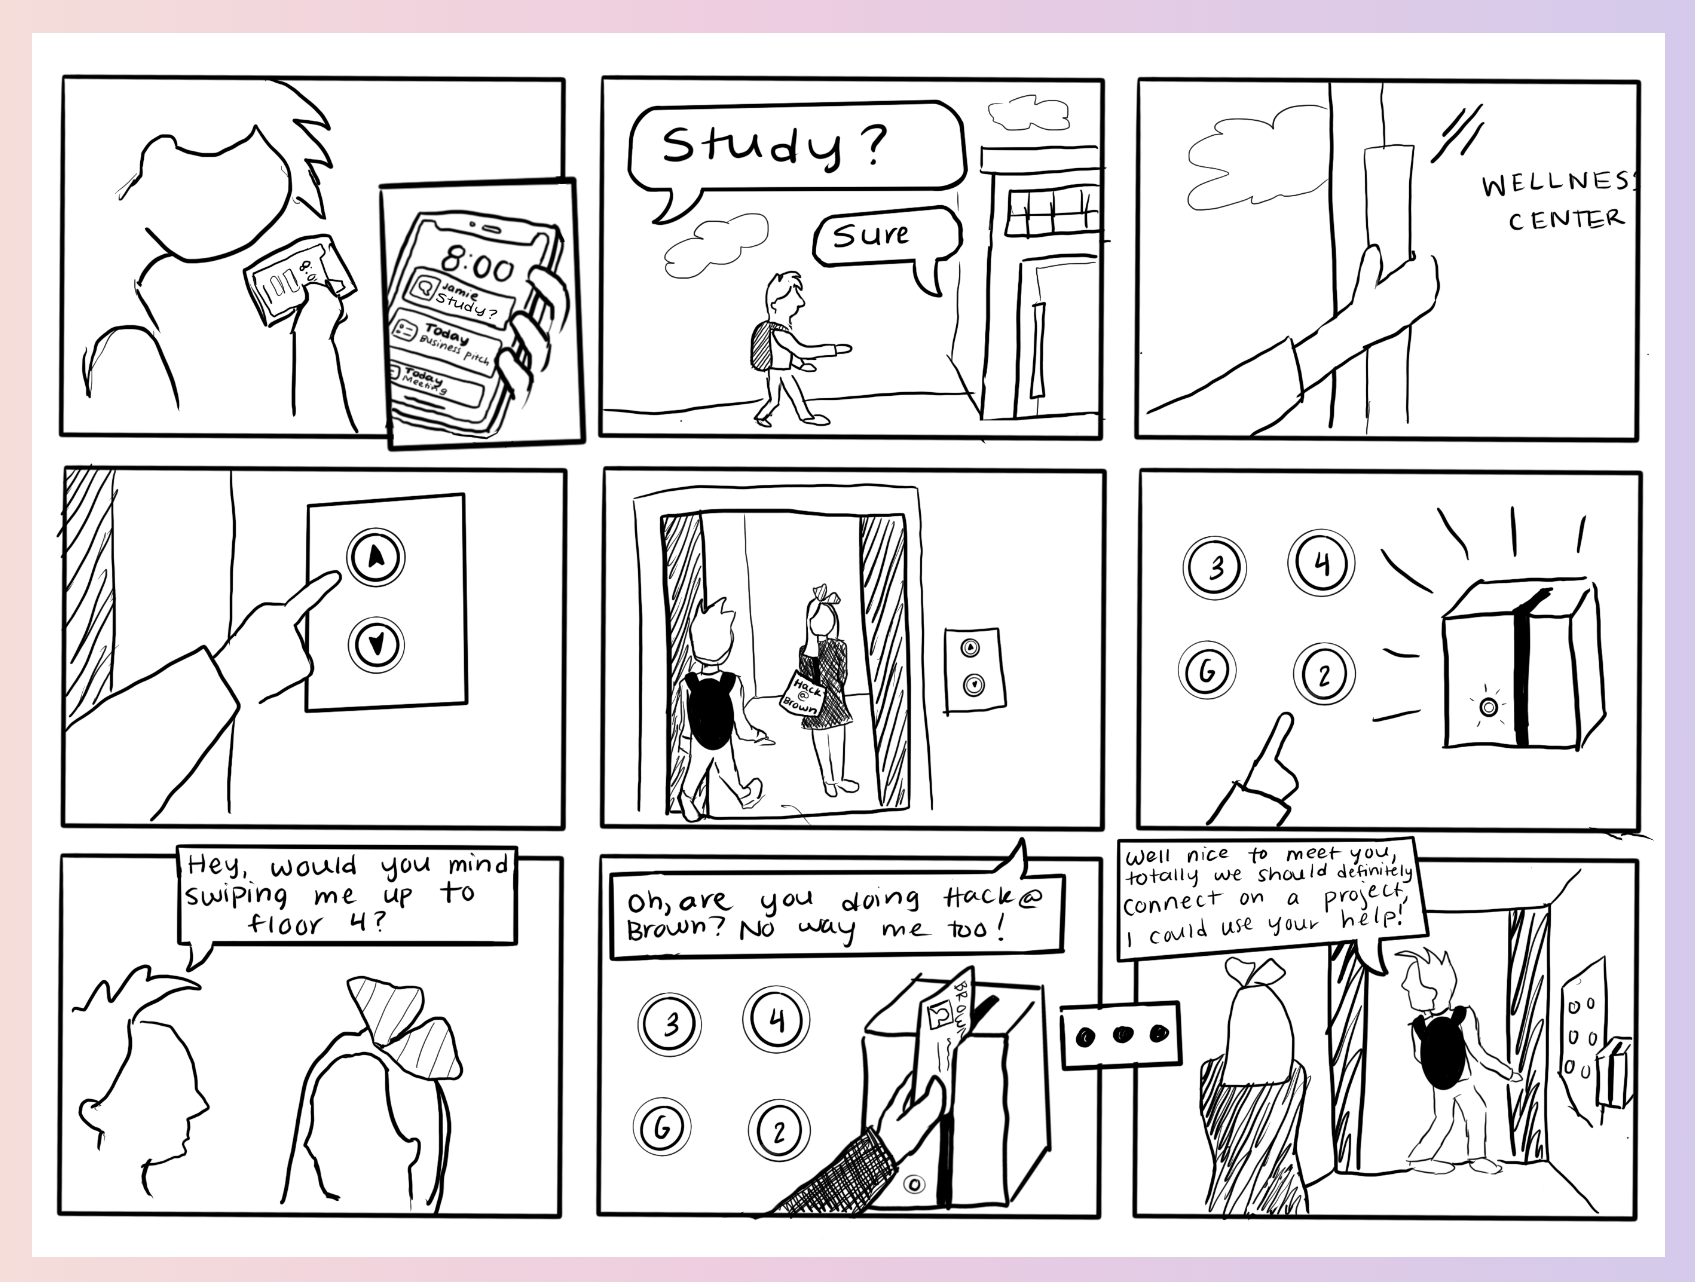 8:00
Jamie
Study?
Today
Business pitch
Today
Meeting
Study?
Sure
WELLNES
CENTER
Hack
@
Brown
3
4
G
2
Hey, would you mind
swiping me up to
floor 4?
Oh, are you doing Hack@
Brown? No way me too!
3
4
G
2
BROWN
Well nice to meet you,
totally we should definitely
connect on a project,
I could use your help!